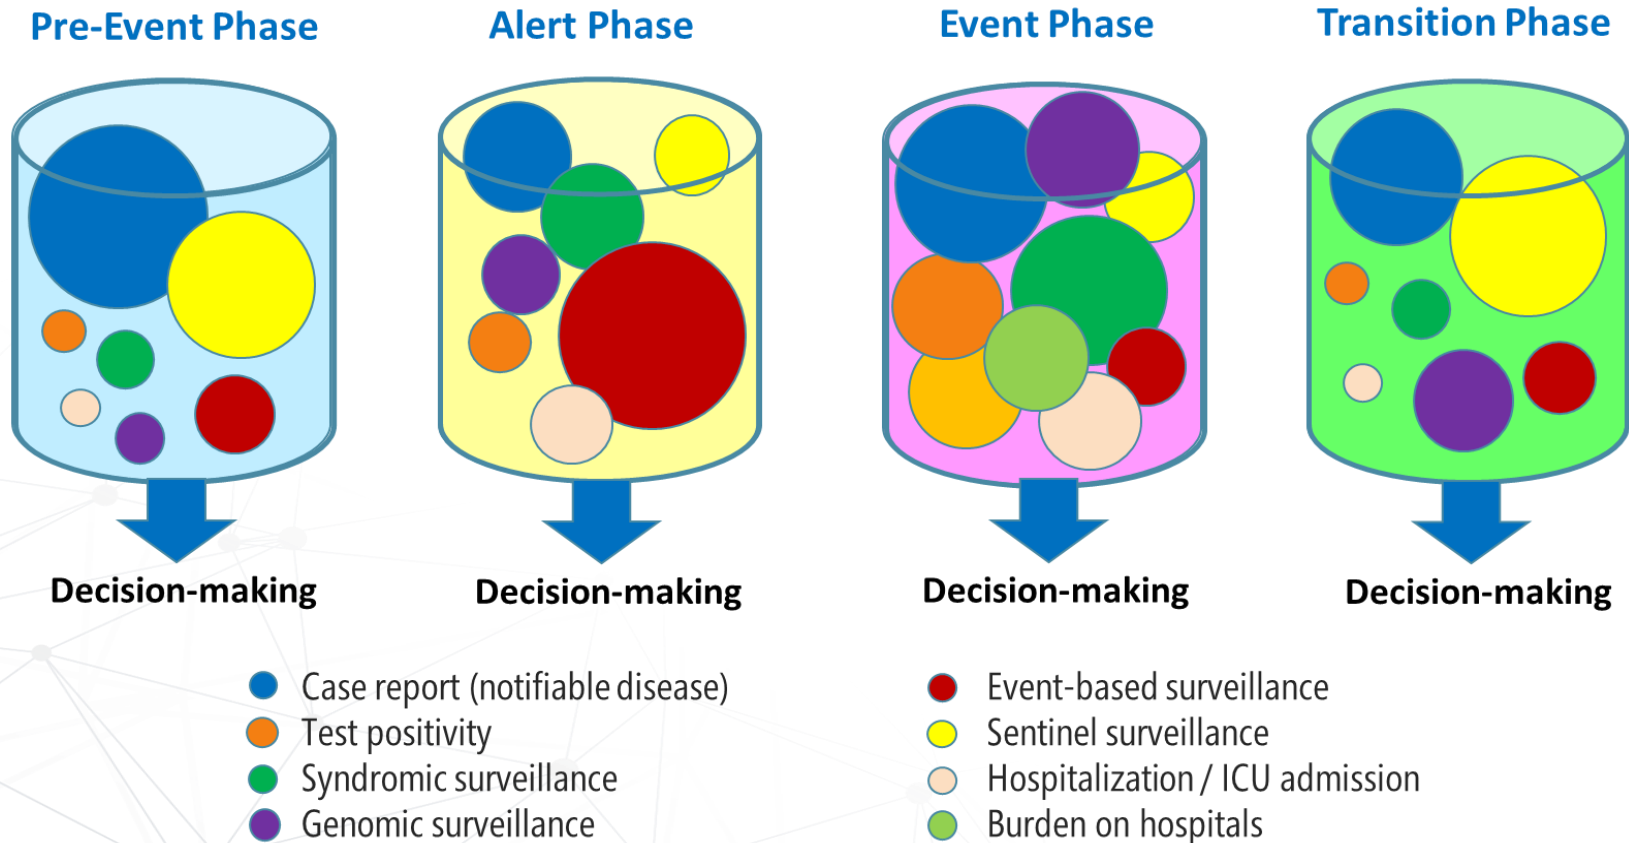 Pre-Event Phase
Alert Phase
Event Phase
Transition Phase
Decision-making
Decision-making
Decision-making
Decision-making
Case report (notifiable disease)
Test positivity
Syndromic surveillance
Genomic surveillance
Event-based surveillance
Sentinel surveillance
Hospitalization / ICU admission
Burden on hospitals